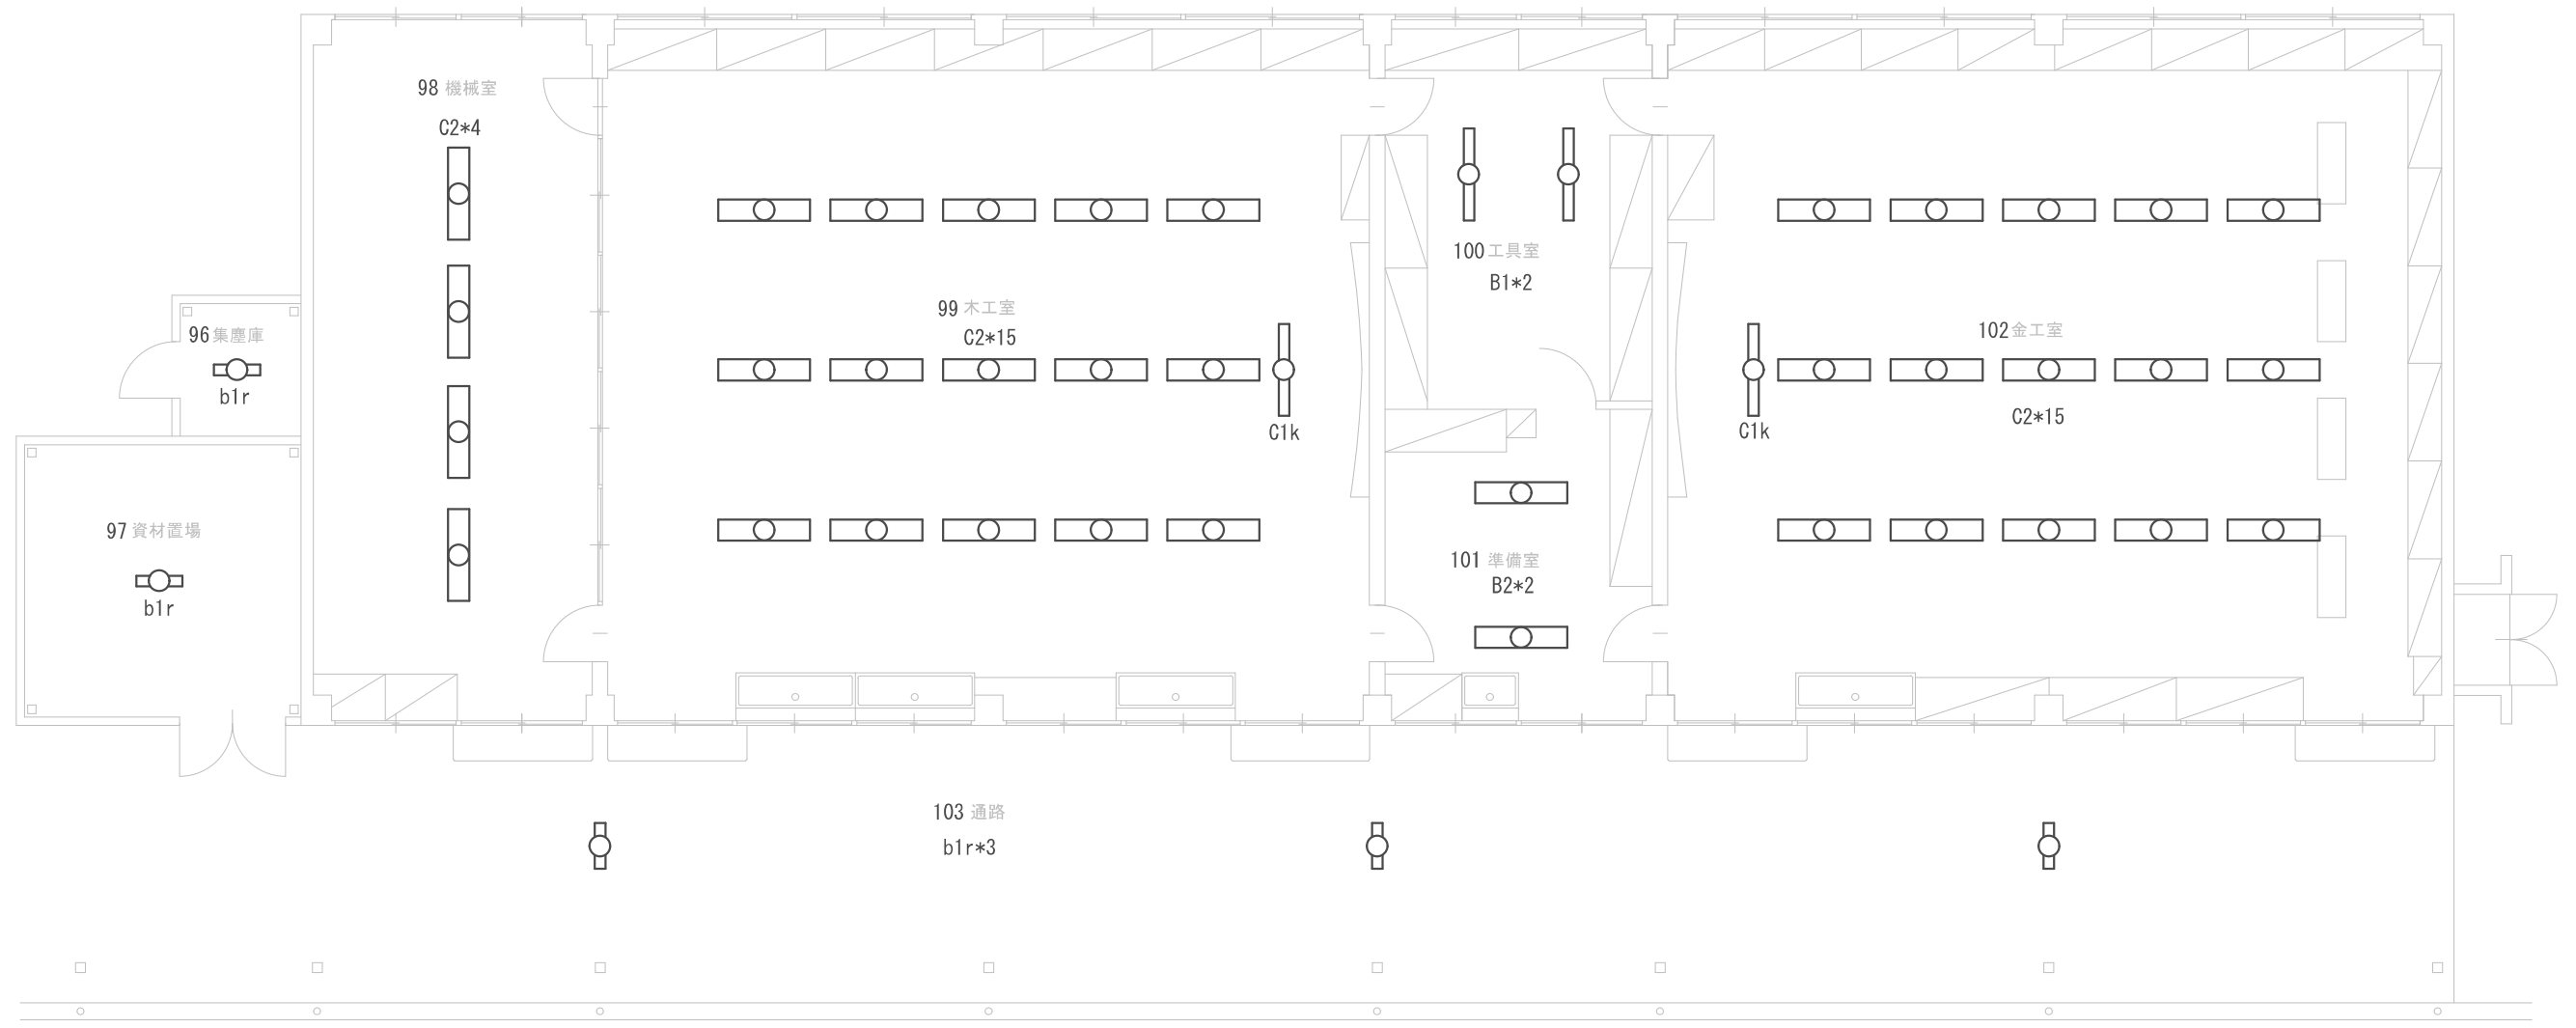 98 機械室
C2*4
96 集塵庫
b1r
97 資材置場
b1r
99 木工室
C2*15
C1k
100 工具室
B1*2
101 準備室
B2*2
102 金工室
C1k
C2*15
103 通路
b1r*3